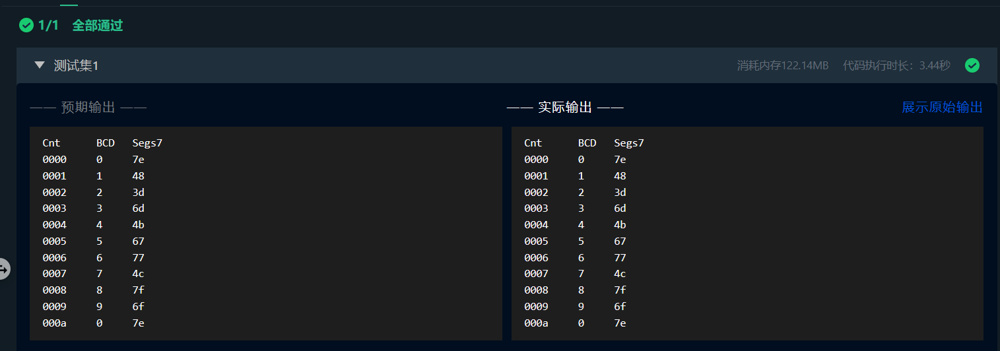 1/1 全部通过
测试集1 消耗内存122.14MB 代码执行时长：3.44秒
—— 预期输出 ——
Cnt BCD Segs7
0000 0 7e
0001 1 48
0002 2 3d
0003 3 6d
0004 4 4b
0005 5 67
0006 6 77
0007 7 4c
0008 8 7f
0009 9 6f
000a 0 7e
—— 实际输出 —— 展示原始输出
Cnt BCD Segs7
0000 0 7e
0001 1 48
0002 2 3d
0003 3 6d
0004 4 4b
0005 5 67
0006 6 77
0007 7 4c
0008 8 7f
0009 9 6f
000a 0 7e